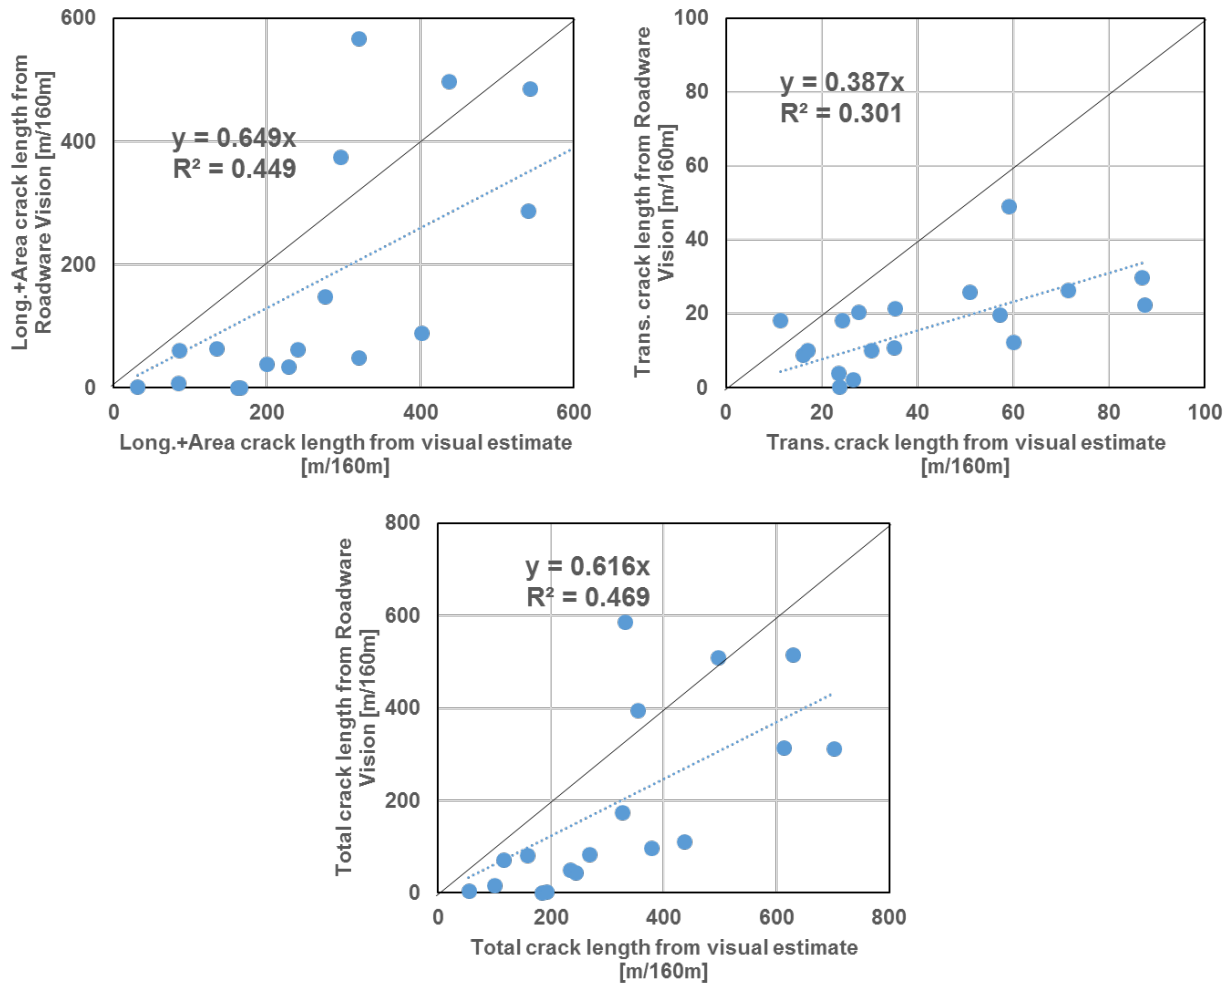 Long.+Area crack length from
Roadware Vision [m/160m]
600
400
200
0
y = 0.649x
R² = 0.449
0 200 400 600
Long.+Area crack length from visual estimate
[m/160m]
Trans. crack length from Roadware
Vision [m/160m]
100
80
60
40
20
0
y = 0.387x
R² = 0.301
0 20 40 60 80 100
Trans. crack length from visual estimate
[m/160m]
Total crack length from Roadware
Vision [m/160m]
800
600
400
200
0
y = 0.616x
R² = 0.469
0 200 400 600 800
Total crack length from visual estimate
[m/160m]